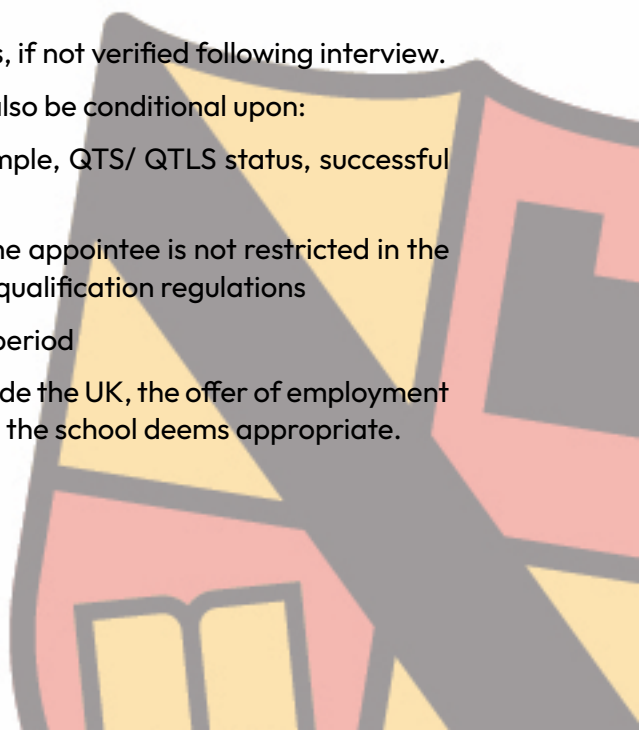 s, if not verified following interview.
also be conditional upon:
mple, QTS/ QTLS status, successful
he appointee is not restricted in the
qualification regulations
period
de the UK, the offer of employment
the school deems appropriate.